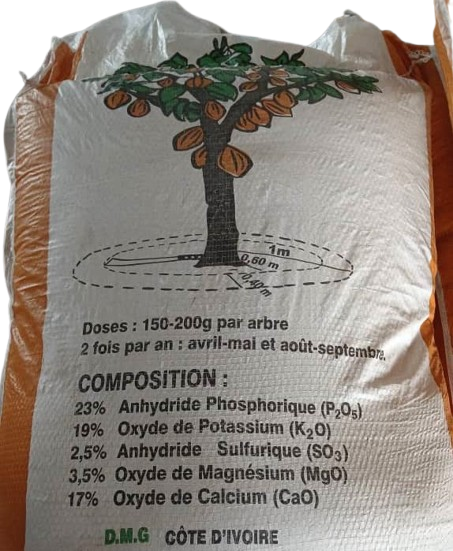 1m
0,60 m
0,40 m
Doses : 150-200g par arbre
2 fois par an : avril-mai et août-septembre.
COMPOSITION :
23% Anhydride Phosphorique (P₂O₅)
19% Oxyde de Potassium (K₂O)
2,5% Anhydride Sulfurique (SO₃)
3,5% Oxyde de Magnésium (MgO)
17% Oxyde de Calcium (CaO)
D.M.G CÔTE D'IVOIRE